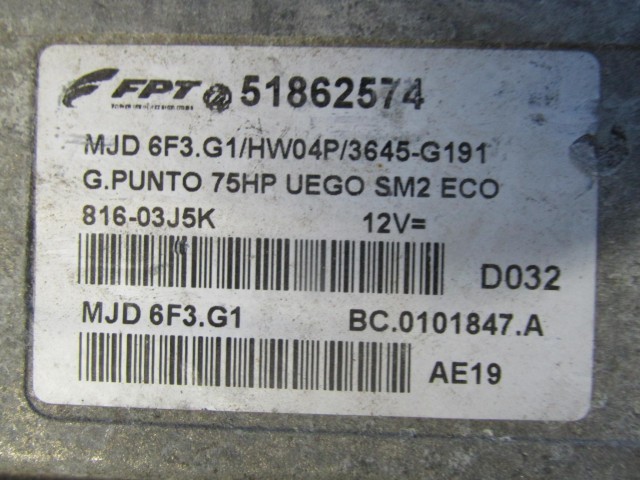 FPT 51862574
MJD 6F3.G1/HW04P/3645-G191
G.PUNTO 75HP UEGO SM2 ECO
816-03J5K 12V=
D032
MJD 6F3.G1 BC.0101847.A
AE19